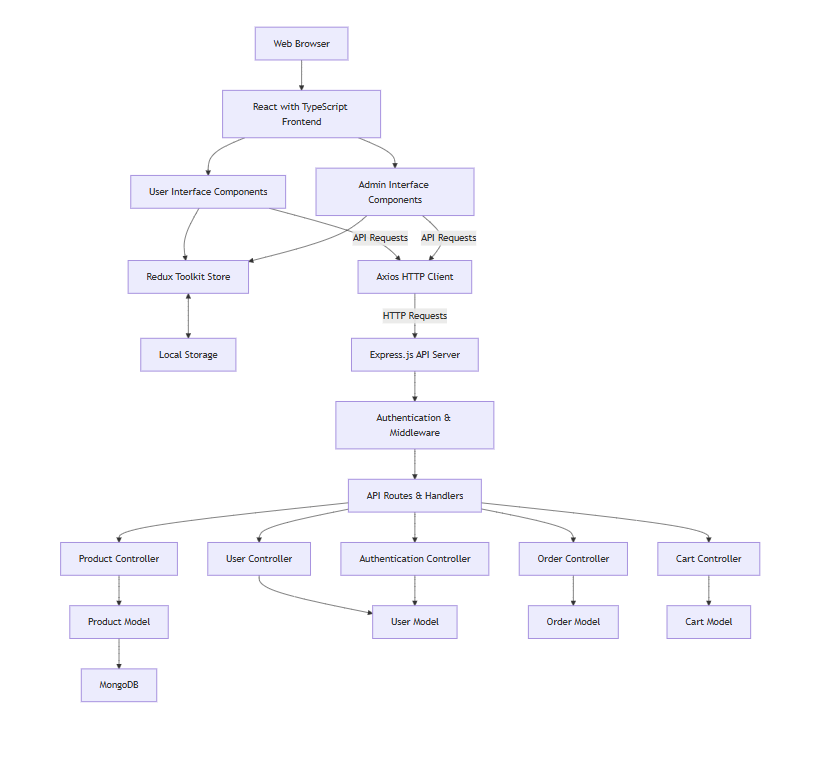 Web Browser
React with TypeScript
Frontend
User Interface Components
Admin Interface
Components
API Requests
API Requests
Redux Toolkit Store
Axios HTTP Client
HTTP Requests
Local Storage
Express.js API Server
Authentication &
Middleware
API Routes & Handlers
Product Controller
User Controller
Authentication Controller
Order Controller
Cart Controller
Product Model
User Model
Order Model
Cart Model
MongoDB